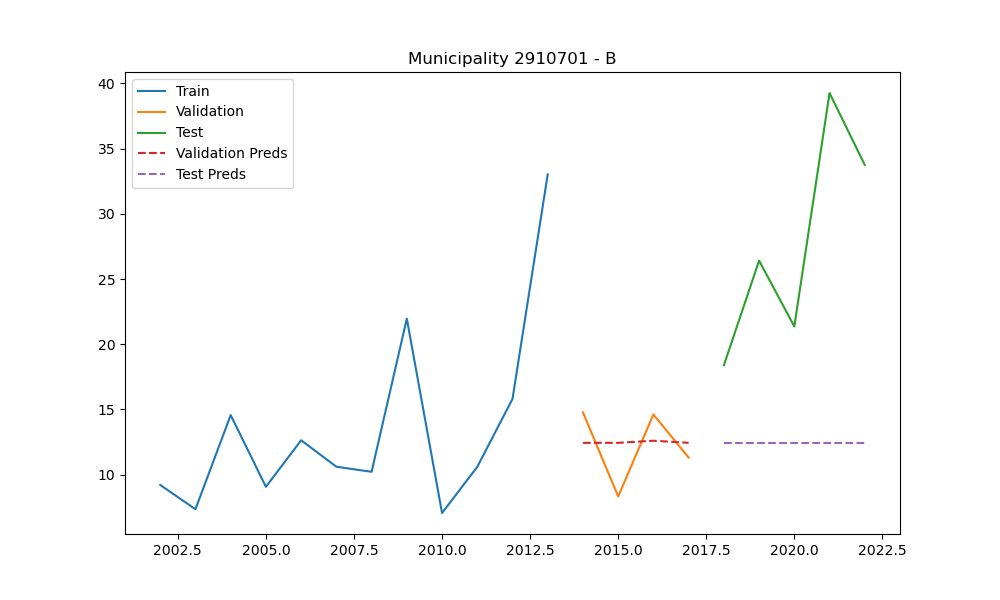 Municipality 2910701 - B
Train
Validation
Test
Validation Preds
Test Preds
40
35
30
25
20
15
10
2002.5 2005.0 2007.5 2010.0 2012.5 2015.0 2017.5 2020.0 2022.5